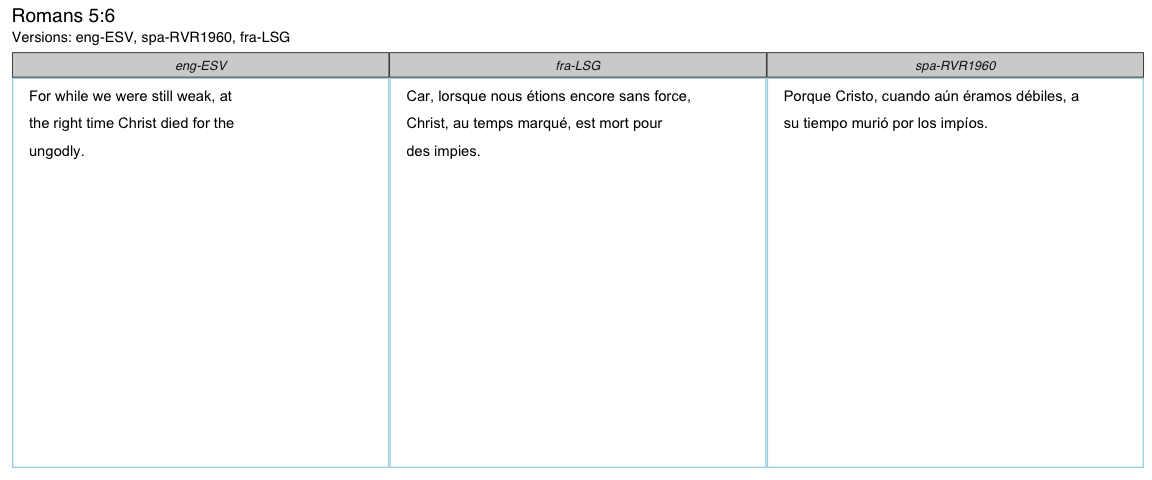 Romans 5:6
Versions: eng-ESV, spa-RVR1960, fra-LSG
eng-ESV
fra-LSG
spa-RVR1960
For while we were still weak, at
the right time Christ died for the
ungodly.
Car, lorsque nous étions encore sans force,
Christ, au temps marqué, est mort pour
des impies.
Porque Cristo, cuando aún éramos débiles, a
su tiempo murió por los impíos.